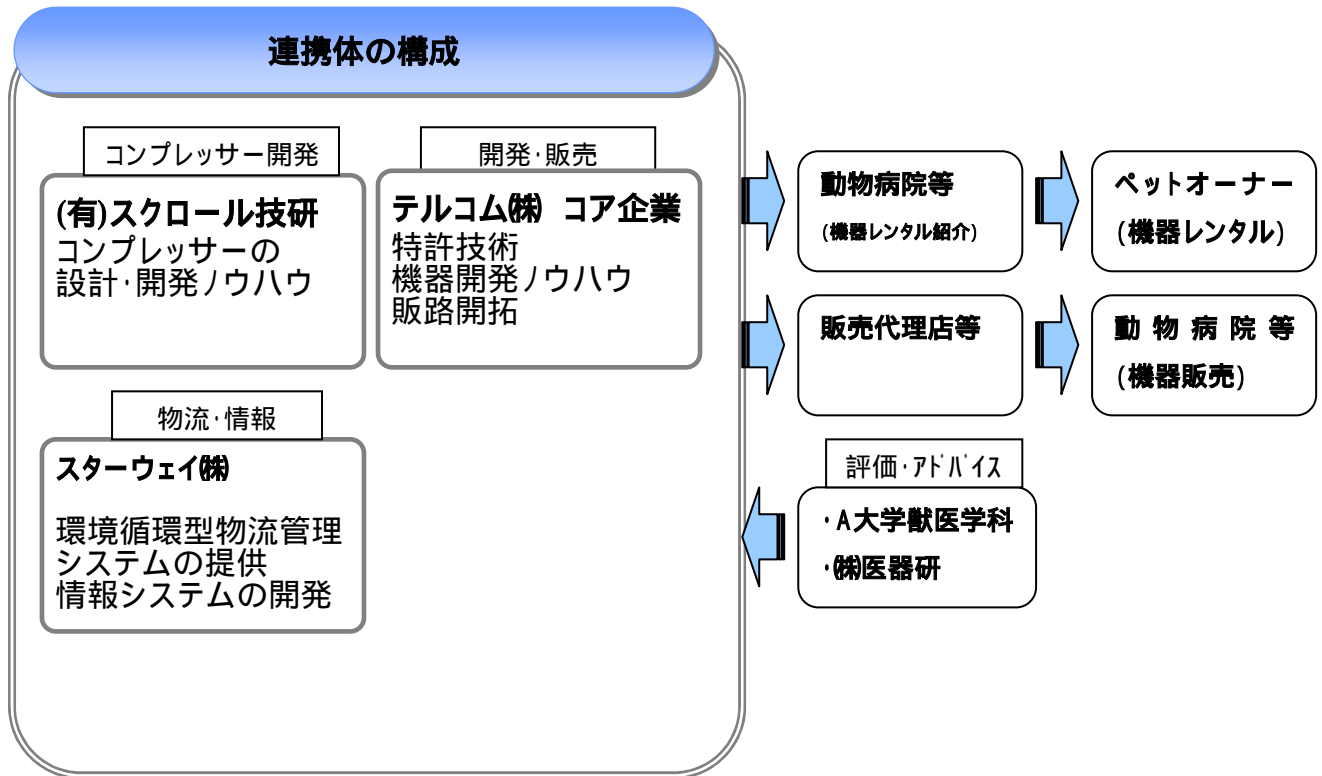 連携体の構成
コンプレッサー開発
(有)スクロール技研
コンプレッサーの
設計・開発ノウハウ
開発・販売
テルコム㈱ コア企業
特許技術
機器開発ノウハウ
販路開拓
物流・情報
スターウェイ㈱
環境循環型物流管理
システムの提供
情報システムの開発
動物病院等
(機器レンタル紹介)
ペットオーナー
(機器レンタル)
販売代理店等
動物病院等
(機器販売)
評価・アドバイス
・A大学獣医学科
・㈱医器研